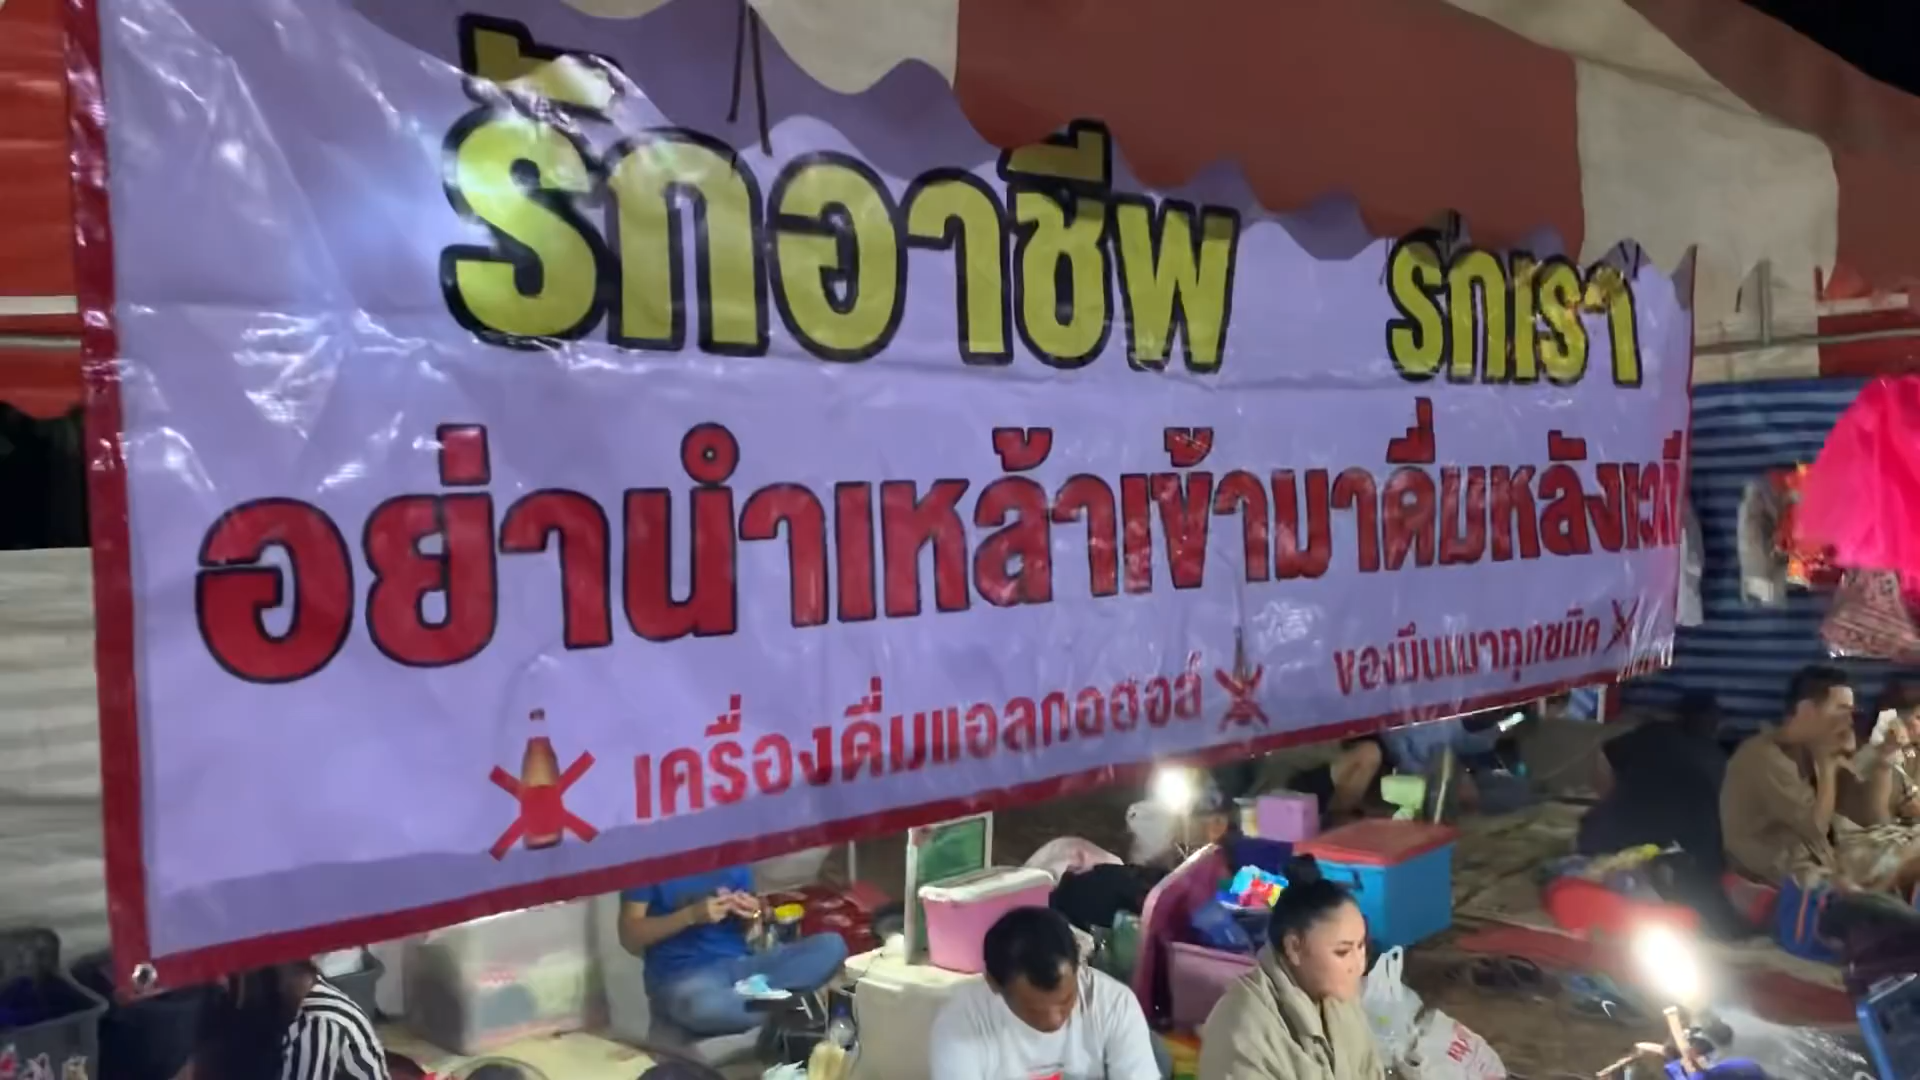 รักอาชีพ รักเรา
อย่านำเหล้าเข้ามาดื่มหลังเวที
เครื่องดื่มแอลกอฮอล์ ของมึนเมาทุกชนิด